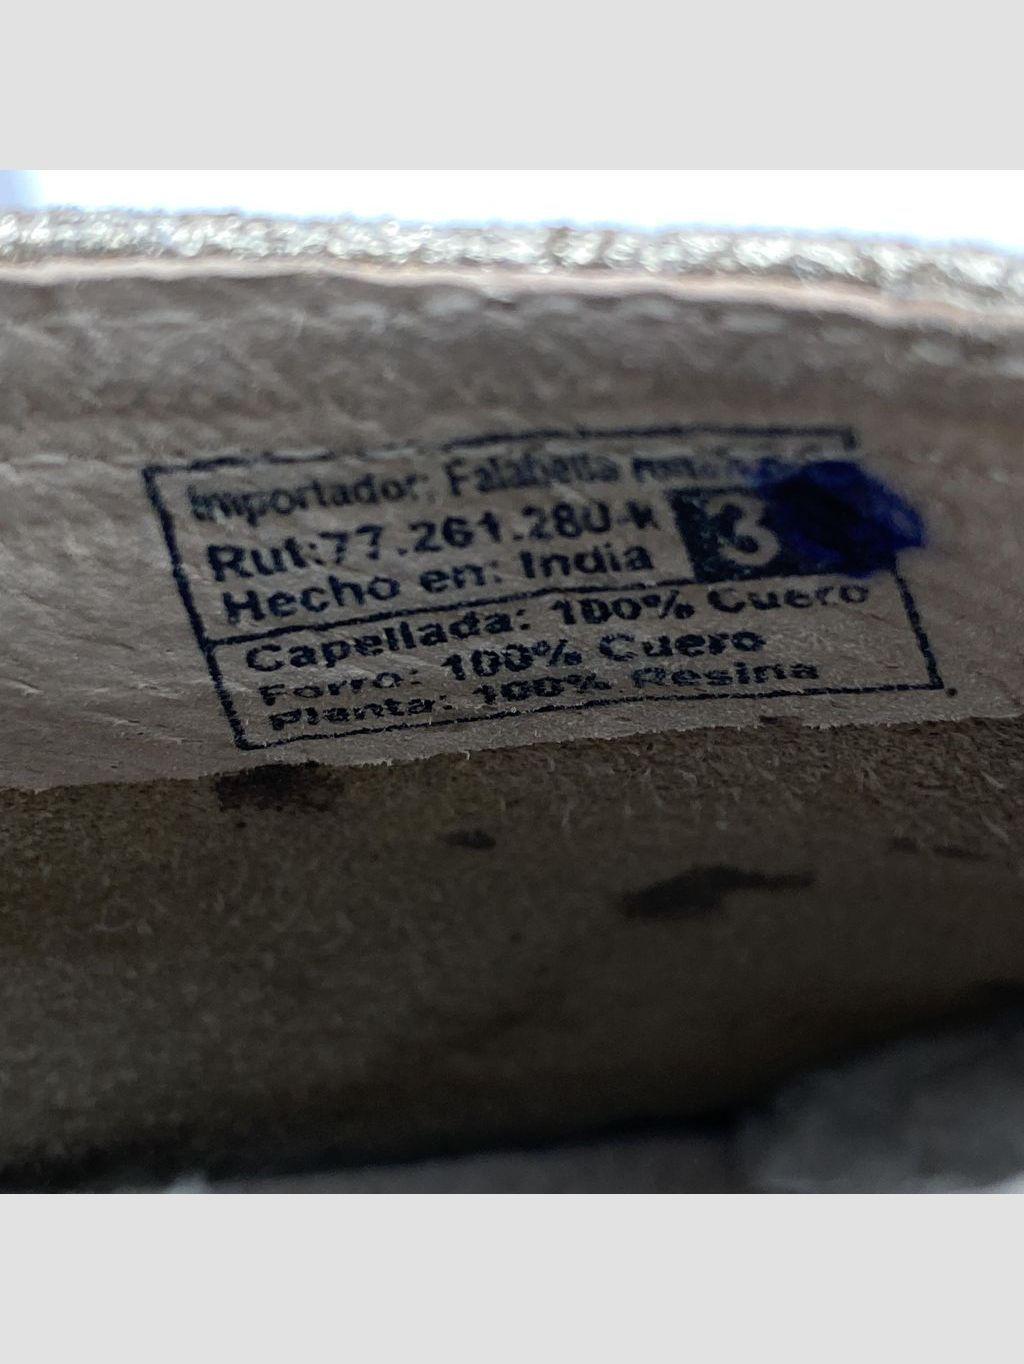 Importador: Falabella
Rut:77.261.280-K
Hecho en: India
3
Capellada: 100% Cuero
Forro: 100% Cuero
Planta: 100% Resina